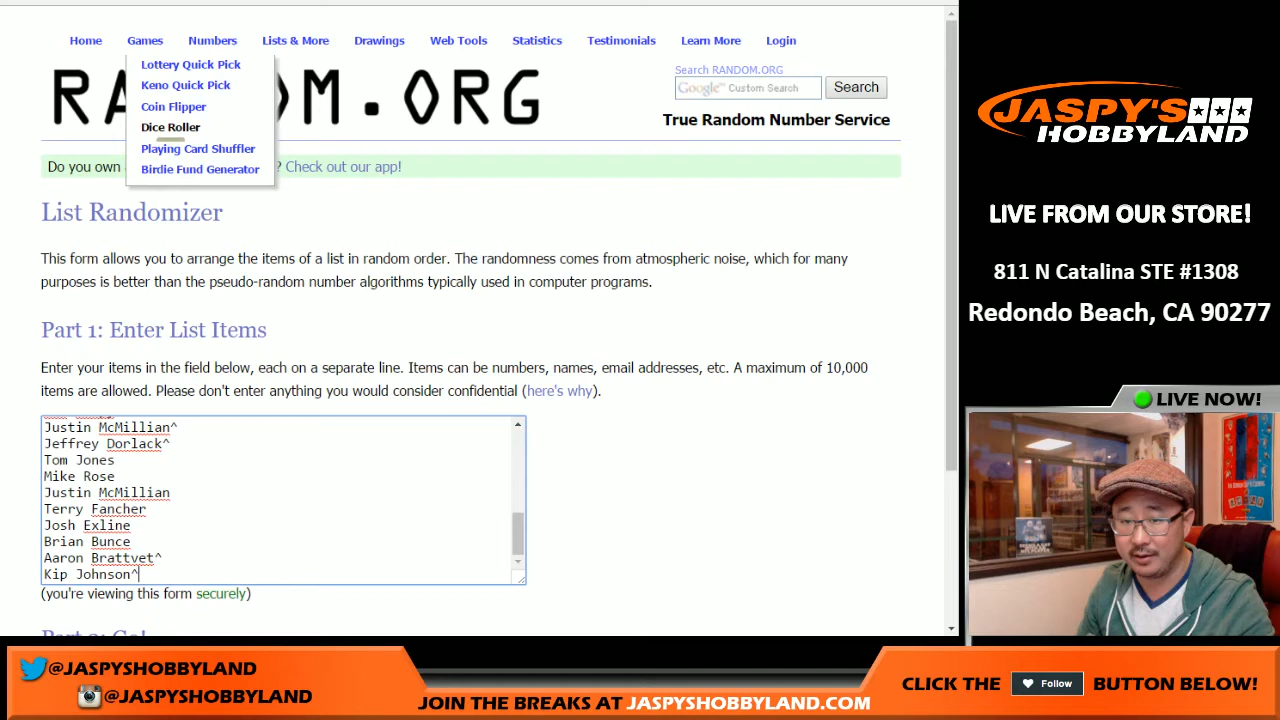 Home Games Numbers Lists & More Drawings Web Tools Statistics Testimonials Learn More Login
Lottery Quick Pick
Keno Quick Pick
Coin Flipper
Dice Roller
Playing Card Shuffler
Birdie Fund Generator
RA M.ORG
Search RANDOM.ORG
Google Custom Search Search
True Random Number Service
Do you own ? Check out our app!
List Randomizer
This form allows you to arrange the items of a list in random order. The randomness comes from atmospheric noise, which for many
purposes is better than the pseudo-random number algorithms typically used in computer programs.
Part 1: Enter List Items
Enter your items in the field below, each on a separate line. Items can be numbers, names, email addresses, etc. A maximum of 10,000
items are allowed. Please don't enter anything you would consider confidential (here's why).
Justin McMillian^
Jeffrey Dorlack^
Tom Jones
Mike Rose
Justin McMillian
Terry Fancher
Josh Exline
Brian Bunce
Aaron Brattvet^
Kip Johnson^
(you're viewing this form securely)
Part 2: Go!
JASPY'S
HOBBYLAND
LIVE FROM OUR STORE!
811 N Catalina STE #1308
Redondo Beach, CA 90277
LIVE NOW!
@JASPYSHOBBYLAND
@JASPYSHOBBYLAND
JOIN THE BREAKS AT JASPYSHOBBYLAND.COM
CLICK THE Follow BUTTON BELOW!